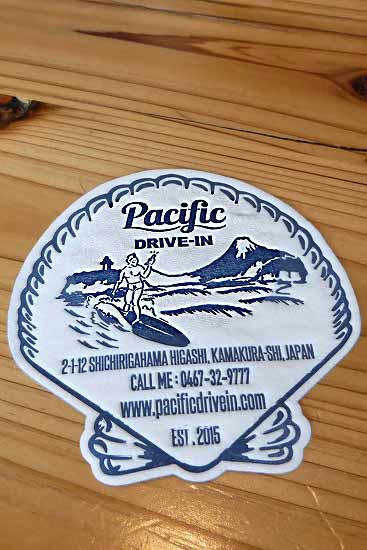 Pacific
DRIVE-IN
2-1-12 SHICHIRIGAHAMA HIGASHI, KAMAKURA-SHI, JAPAN
CALL ME : 0467-32-9777
www.pacificdrivein.com
EST. 2015